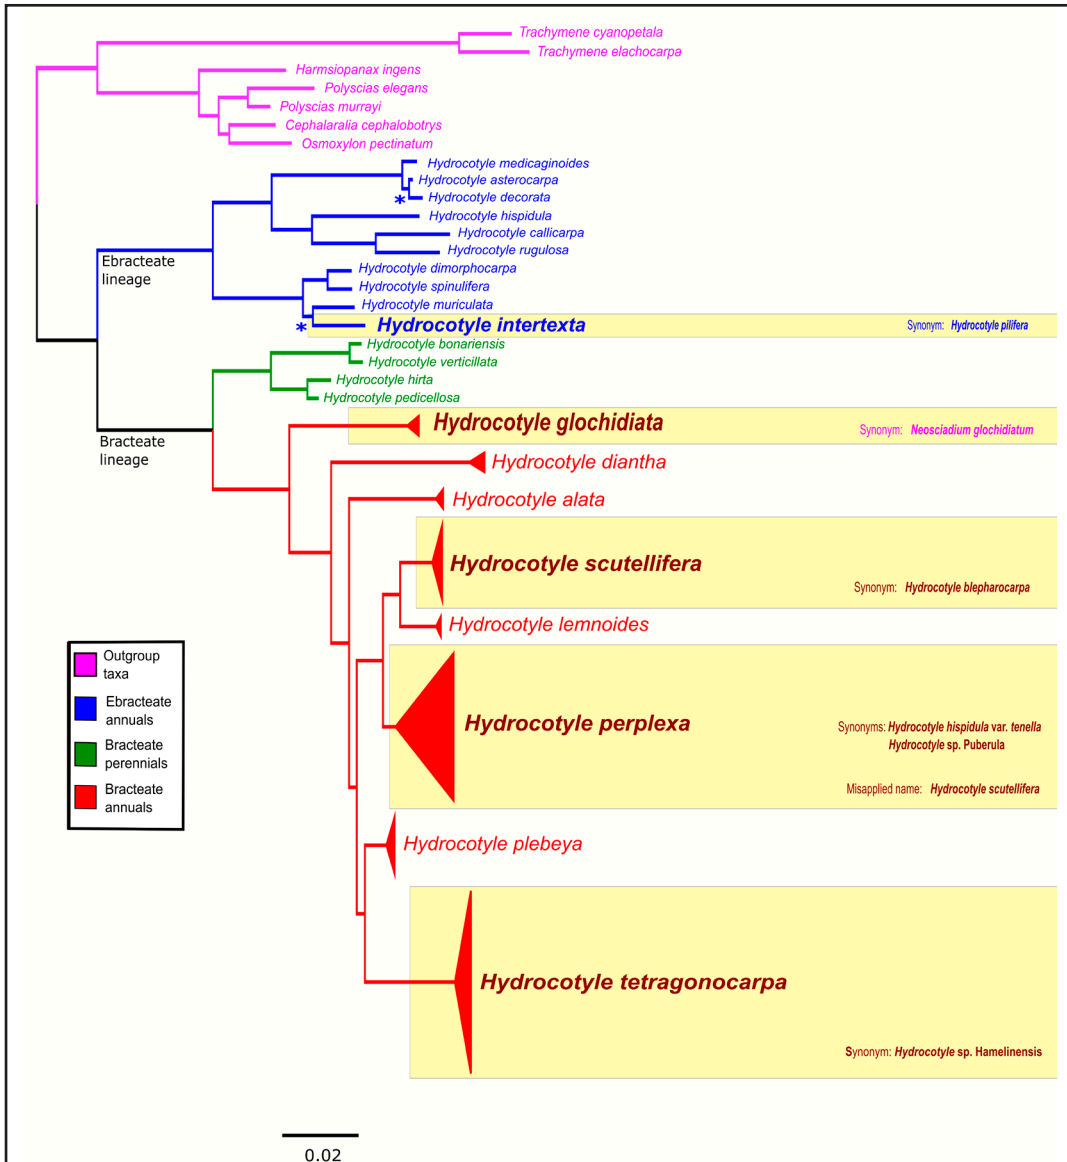 Trachymene cyanopetala
Trachymene elachocarpa
Harmsiopanax ingens
Polyscias elegans
Polyscias murrayi
Cephalaralia cephalobotrys
Osmoxylon pectinatum
Hydrocotyle medicaginoides
Hydrocotyle asterocarpa
* Hydrocotyle decorata
Hydrocotyle hispidula
Hydrocotyle callicarpa
Hydrocotyle rugulosa
Ebracteate
lineage
Hydrocotyle dimorphocarpa
Hydrocotyle spinulifera
Hydrocotyle muriculata
* Hydrocotyle intertexta
Synonym: Hydrocotyle pilifera
Hydrocotyle bonariensis
Hydrocotyle verticillata
Hydrocotyle hirta
Hydrocotyle pedicellosa
Bracteate
lineage
Hydrocotyle glochidiata
Synonym: Neosciadium glochidiatum
Hydrocotyle diantha
Hydrocotyle alata
Hydrocotyle scutellifera
Synonym: Hydrocotyle blepharocarpa
Hydrocotyle lemnoides
Outgroup
taxa
Ebracteate
annuals
Bracteate
perennials
Bracteate
annuals
Hydrocotyle perplexa
Synonyms: Hydrocotyle hispidula var. tenella
Hydrocotyle sp. Puberula
Misapplied name: Hydrocotyle scutellifera
Hydrocotyle plebeya
Hydrocotyle tetragonocarpa
Synonym: Hydrocotyle sp. Hamelinensis
0.02